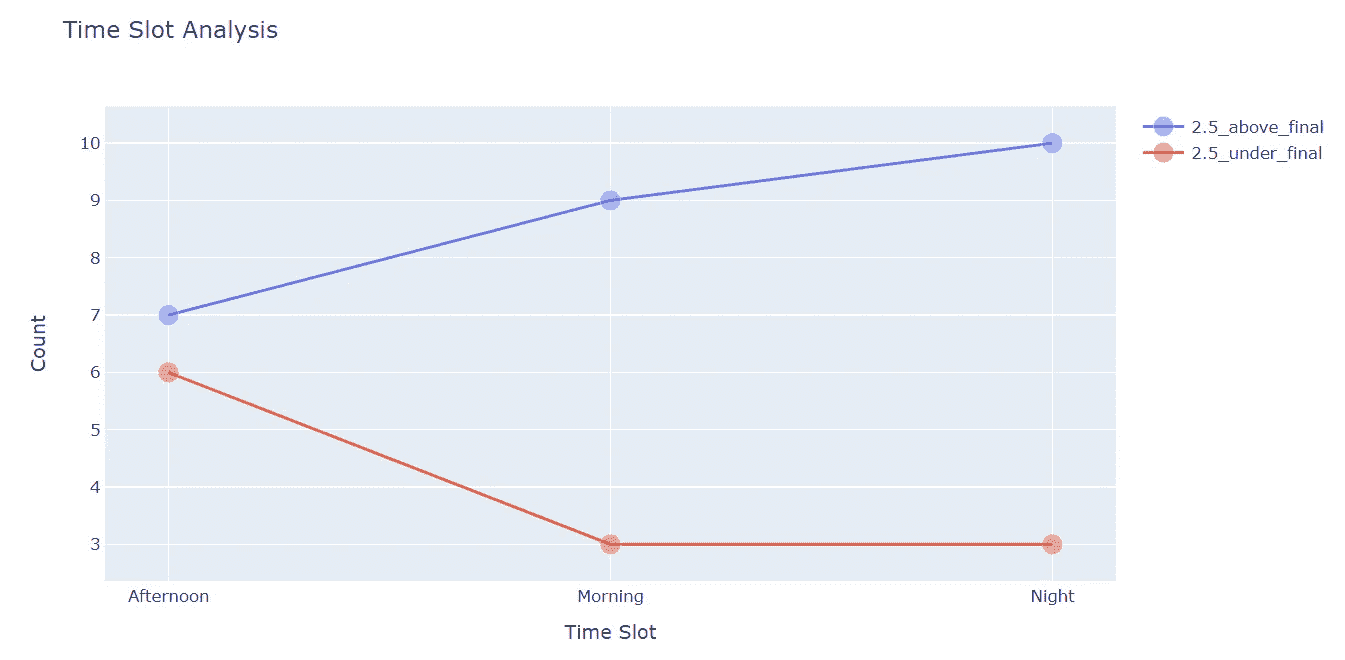 Time Slot Analysis
2.5_above_final
2.5_under_final
10
9
8
7
6
5
4
3
Count
Afternoon
Morning
Night
Time Slot